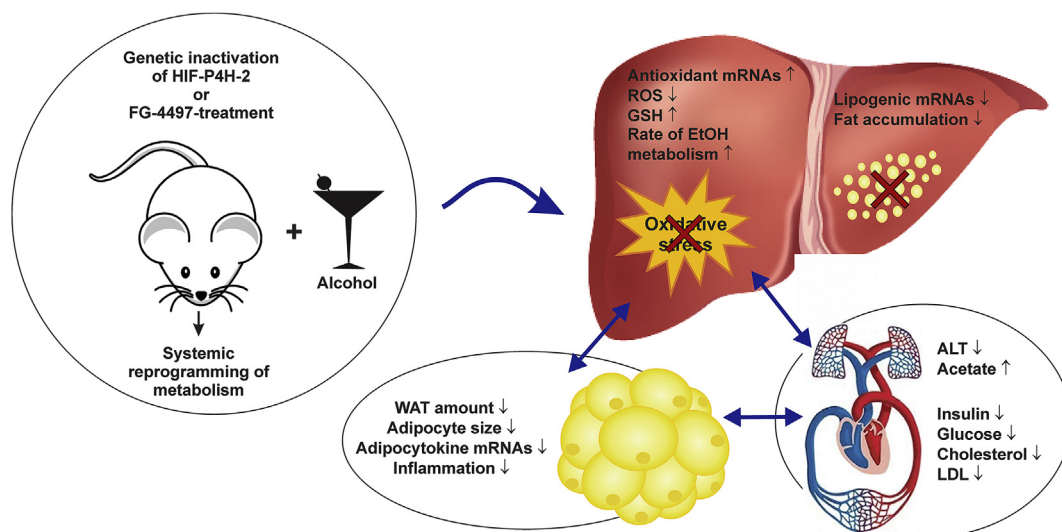 Genetic inactivation
of HIF-P4H-2
or
FG-4497-treatment
+
Alcohol
Systemic
reprogramming of
metabolism
Antioxidant mRNAs ↑
ROS ↓
GSH ↑
Rate of EtOH
metabolism ↑
Lipogenic mRNAs ↓
Fat accumulation ↓
Oxidative
stress
WAT amount ↓
Adipocyte size ↓
Adipocytokine mRNAs ↓
Inflammation ↓
ALT ↓
Acetate ↑
Insulin ↓
Glucose ↓
Cholesterol ↓
LDL ↓